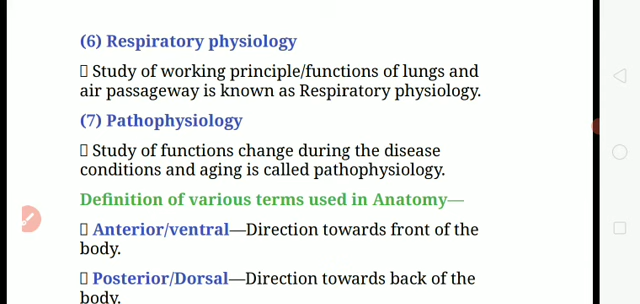 (6) Respiratory physiology
▯ Study of working principle/functions of lungs and
air passageway is known as Respiratory physiology.
(7) Pathophysiology
▯ Study of functions change during the disease
conditions and aging is called pathophysiology.
Definition of various terms used in Anatomy—
▯ Anterior/ventral—Direction towards front of the
body.
▯ Posterior/Dorsal—Direction towards back of the
body.